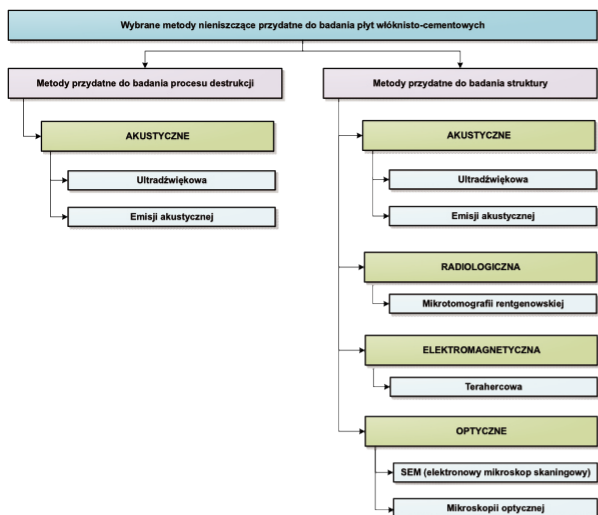 Wybrane metody nieniszczące przydatne do badania płyt włóknisto-cementowych
Metody przydatne do badania procesu destrukcji
AKUSTYCZNE
Ultradźwiękowa
Emisji akustycznej
Metody przydatne do badania struktury
AKUSTYCZNE
Ultradźwiękowa
Emisji akustycznej
RADIOLOGICZNA
Mikrotomografii rentgenowskiej
ELEKTROMAGNETYCZNA
Terahercowa
OPTYCZNE
SEM (elektronowy mikroskop skaningowy)
Mikroskopii optycznej